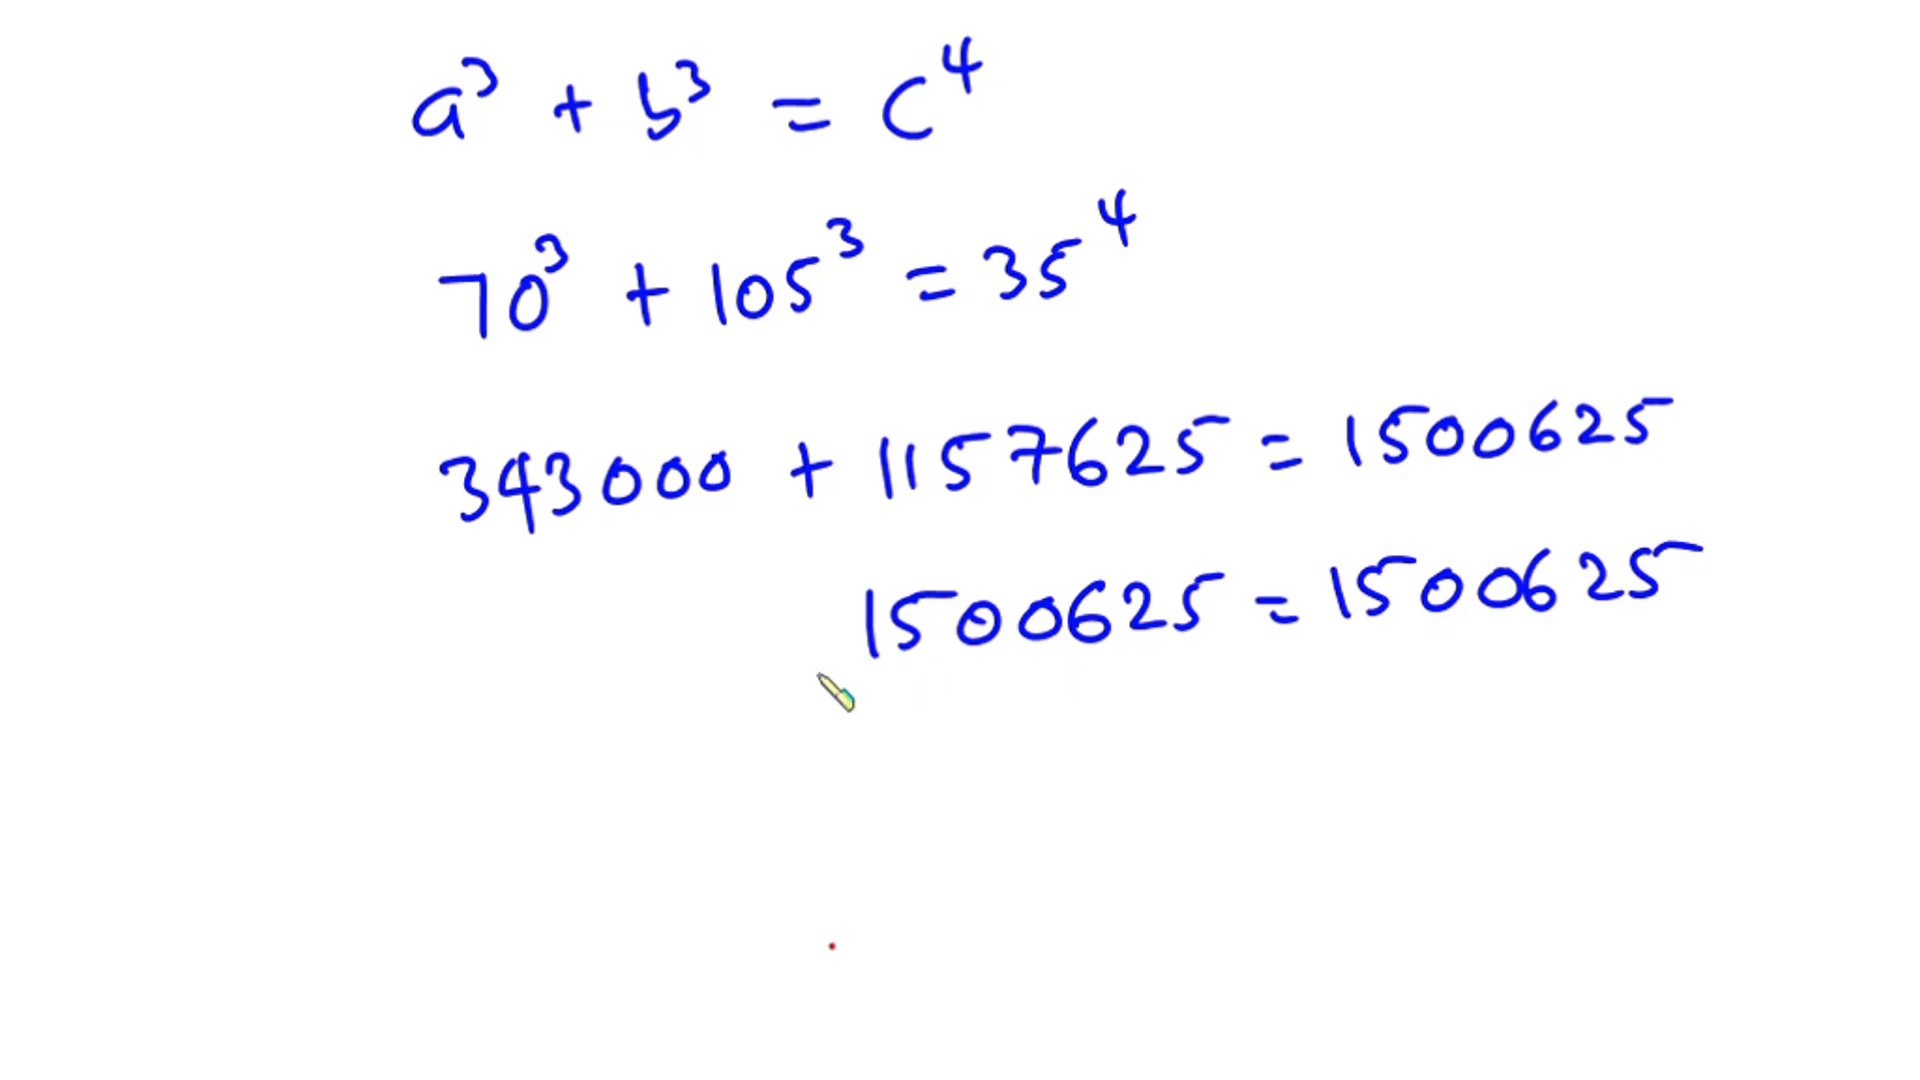 a³ + b³ = c⁴
70³ + 105³ = 35⁴
343000 + 1157625 = 1500625
1500625 = 1500625